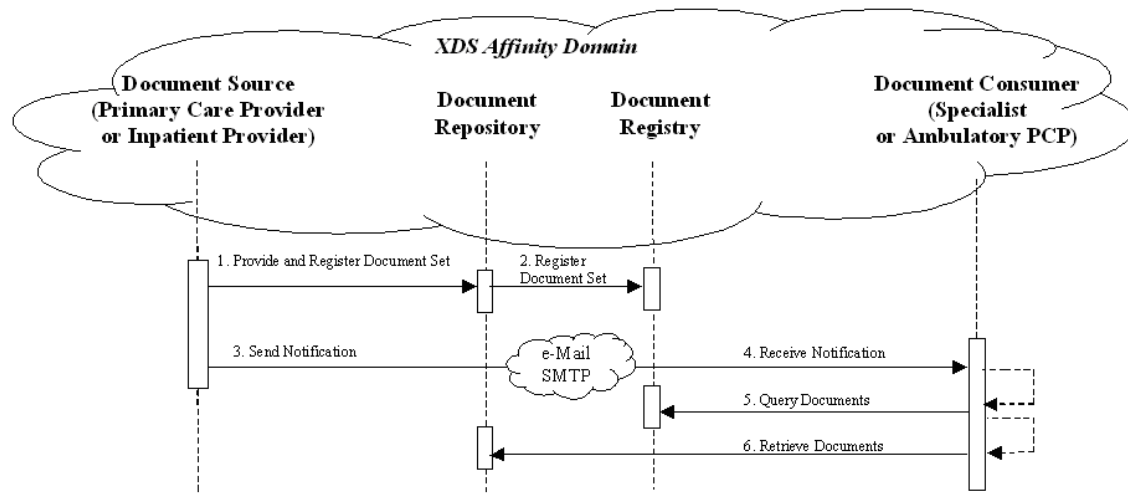 XDS Affinity Domain
Document Source
(Primary Care Provider
or Inpatient Provider)
Document
Repository
Document
Registry
Document Consumer
(Specialist
or Ambulatory PCP)
1. Provide and Register Document Set
2. Register
Document Set
3. Send Notification
e-Mail
SMTP
4. Receive Notification
5. Query Documents
6. Retrieve Documents